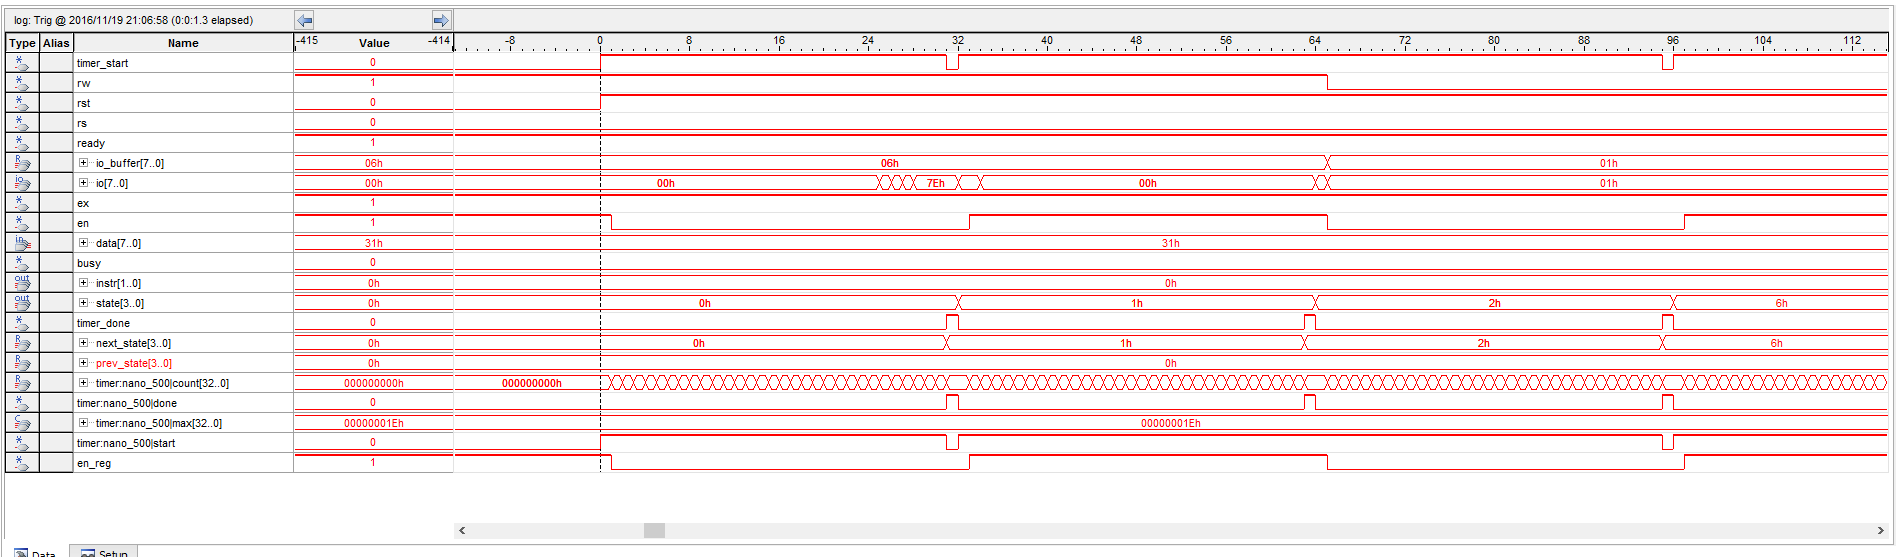 log: Trig @ 2016/11/19 21:06:58 (0:0:1.3 elapsed)
Type Alias Name -415 Value -414 -8 0 8 16 24 32 40 48 56 64 72 80 88 96 104 112
timer_start 0
rw 1
rst 0
rs 0
ready 1
io_buffer[7..0] 06h 06h 01h
io[7..0] 00h 00h 7Eh 00h 01h
ex 1
en 1
data[7..0] 31h 31h
busy 0
instr[1..0] 0h 0h
state[3..0] 0h 0h 1h 2h 6h
timer_done 0
next_state[3..0] 0h 0h 1h 2h 6h
prev_state[3..0] 0h 0h
timer:nano_500|count[32..0] 000000000h 000000000h
timer:nano_500|done 0
timer:nano_500|max[32..0] 00000001Eh 00000001Eh
timer:nano_500|start 0
en_reg 1
Data Setup